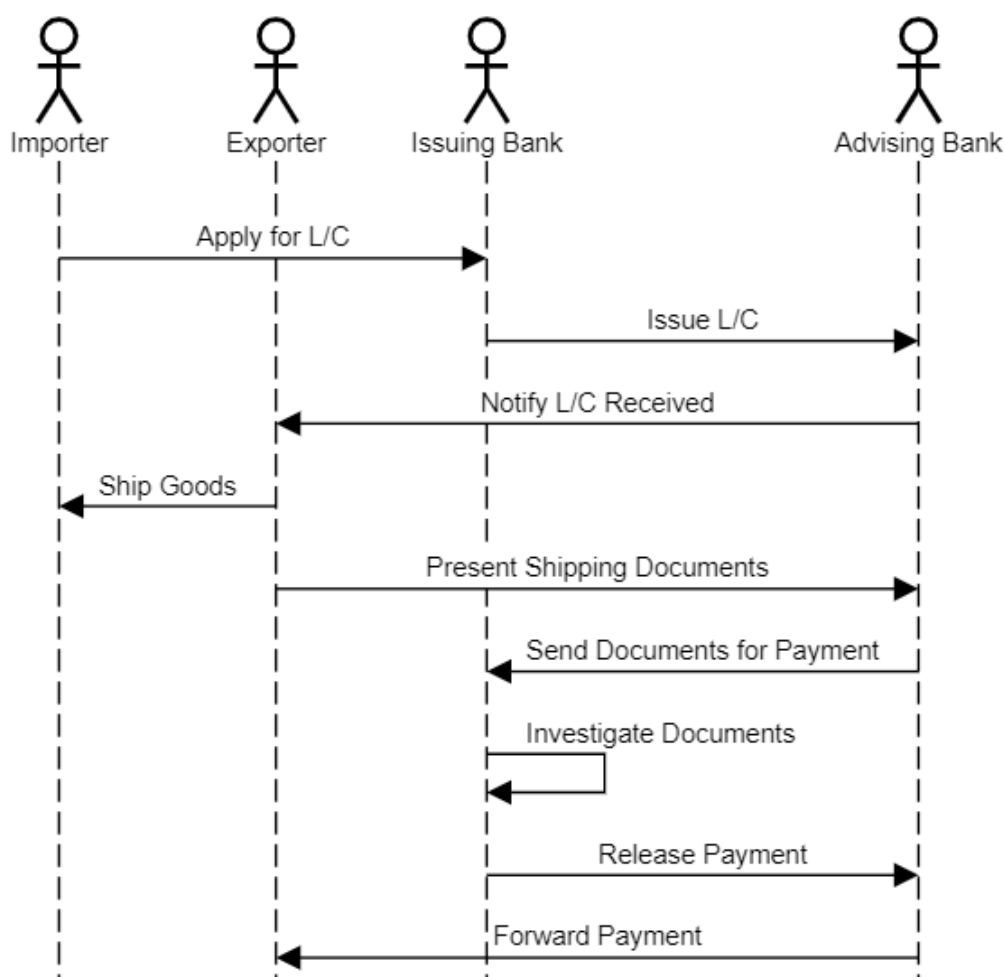 Importer
Exporter
Issuing Bank
Advising Bank
Apply for L/C
Issue L/C
Notify L/C Received
Ship Goods
Present Shipping Documents
Send Documents for Payment
Investigate Documents
Release Payment
Forward Payment